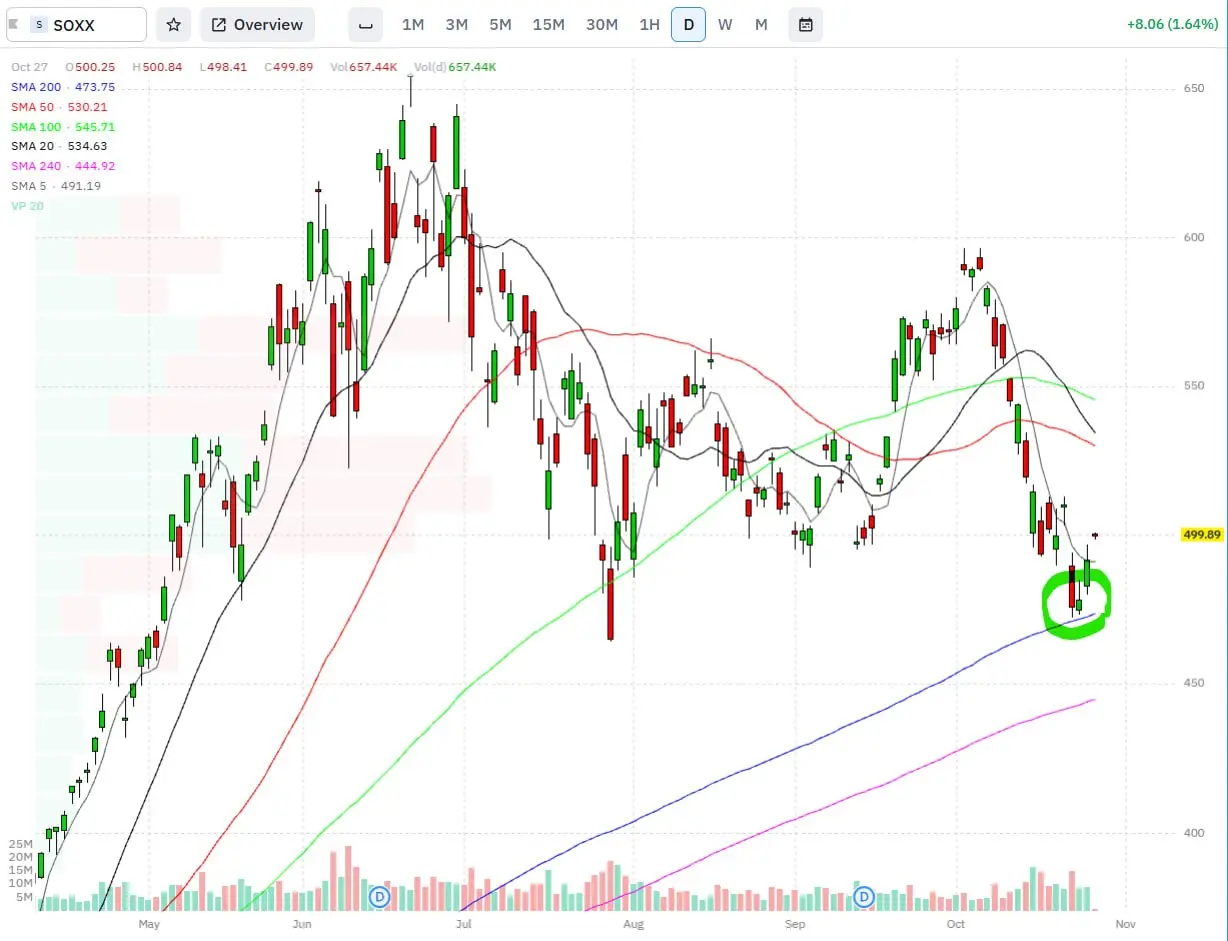 S SOXX Overview 1M 3M 5M 15M 30M 1H D W M +8.06 (1.64%)
Oct 27 O500.25 H500.84 L498.41 C499.89 Vol657.44K Vol(d)657.44K
SMA 200 · 473.75
SMA 50 · 530.21
SMA 100 · 545.71
SMA 20 · 534.63
SMA 240 · 444.92
SMA 5 · 491.19
VP 20
650
600
550
499.89
450
400
25M
20M
15M
10M
5M
D D
May Jun Jul Aug Sep Oct Nov